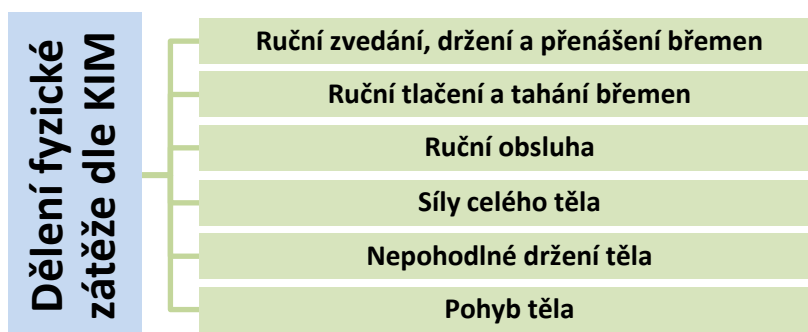 Dělení fyzické
zátěže dle KIM
Ruční zvedání, držení a přenášení břemen
Ruční tlačení a tahání břemen
Ruční obsluha
Síly celého těla
Nepohodlné držení těla
Pohyb těla